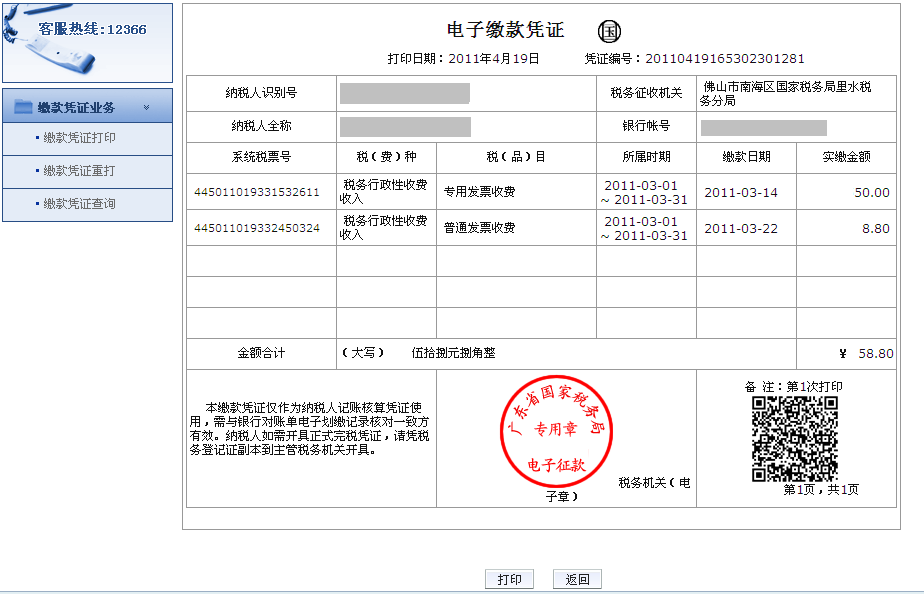 客服热线:12366
缴款凭证业务
缴款凭证打印
缴款凭证重打
缴款凭证查询
电子缴款凭证 国
打印日期：2011年4月19日 凭证编号：20110419165302301281
纳税人识别号 税务征收机关 佛山市南海区国家税务局里水税
务分局
纳税人全称 银行帐号
系统税票号 税（费）种 税（品）目 所属时期 缴款日期 实缴金额
445011019331532611 税务行政性收费 专用发票收费 2011-03-01 2011-03-14 50.00
收入 ~ 2011-03-31
445011019332450324 税务行政性收费 普通发票收费 2011-03-01 2011-03-22 8.80
收入 ~ 2011-03-31
金额合计 （大写） 伍拾捌元捌角整 ¥ 58.80
本缴款凭证仅作为纳税人记账核算凭证使
用，需与银行对账单电子划缴记录核对一致方
有效。纳税人如需开具正式完税凭证，请凭税
务登记证副本到主管税务机关开具。
广东省国家税务局
专用章
电子征款
税务机关（电
子章）
备 注：第1次打印
第1页，共1页
打印 返回